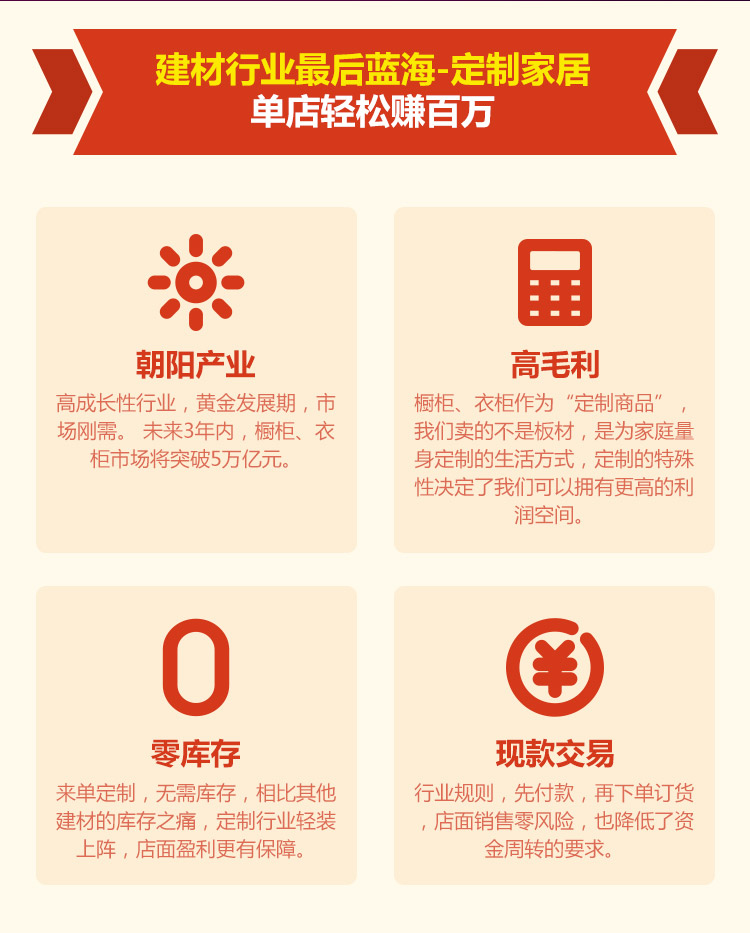 建材行业最后蓝海-定制家居
单店轻松赚百万
朝阳产业
高成长性行业，黄金发展期，市
场刚需。 未来3年内，橱柜、衣
柜市场将突破5万亿元。
高毛利
橱柜、衣柜作为“定制商品”，
我们卖的不是板材，是为家庭量
身定制的生活方式，定制的特殊
性决定了我们可以拥有更高的利
润空间。
零库存
来单定制，无需库存，相比其他
建材的库存之痛，定制行业轻装
上阵，店面盈利更有保障。
现款交易
行业规则，先付款，再下单订货
，店面销售零风险，也降低了资
金周转的要求。